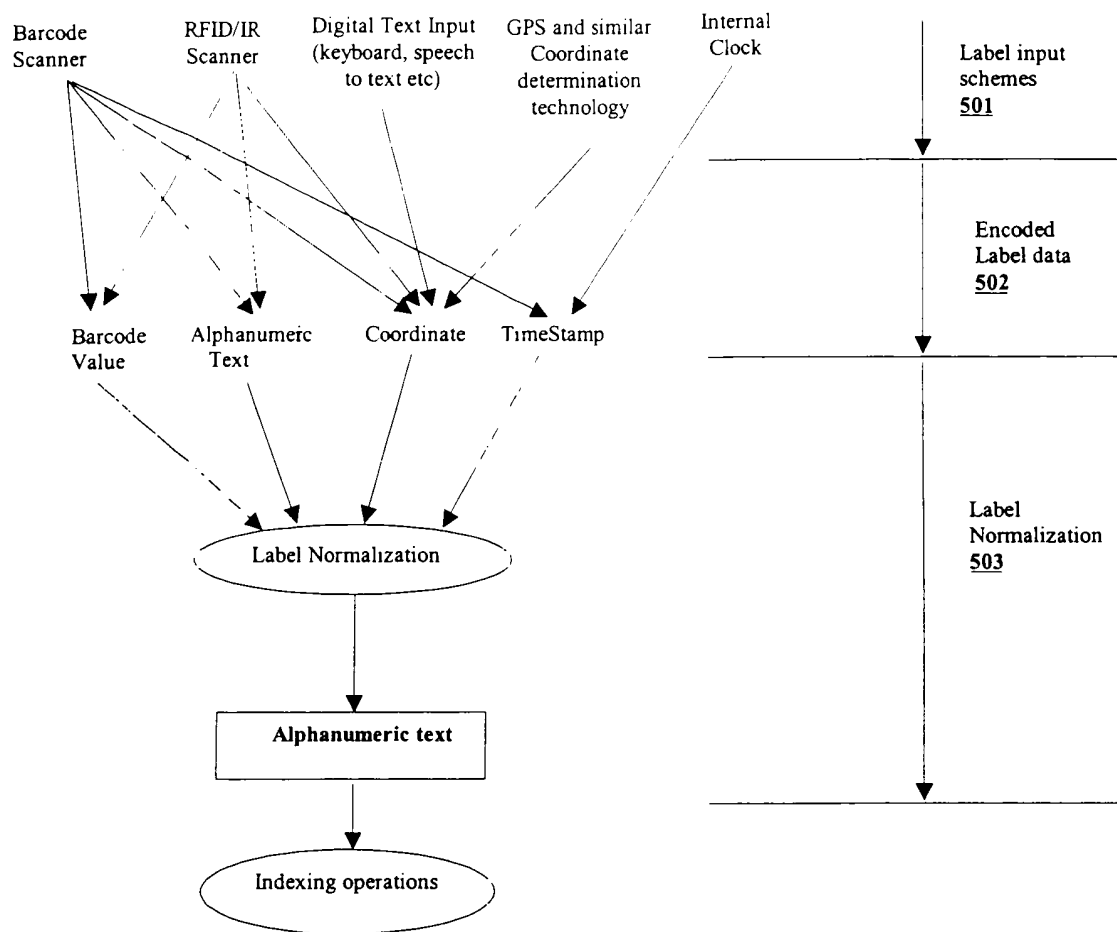 Barcode
Scanner
RFID/IR
Scanner
Digital Text Input
(keyboard, speech
to text etc)
GPS and similar
Coordinate
determination
technology
Internal
Clock
Label input
schemes
501
Encoded
Label data
502
Barcode
Value
Alphanumeric
Text
Coordinate
TimeStamp
Label Normalization
Label
Normalization
503
Alphanumeric text
Indexing operations